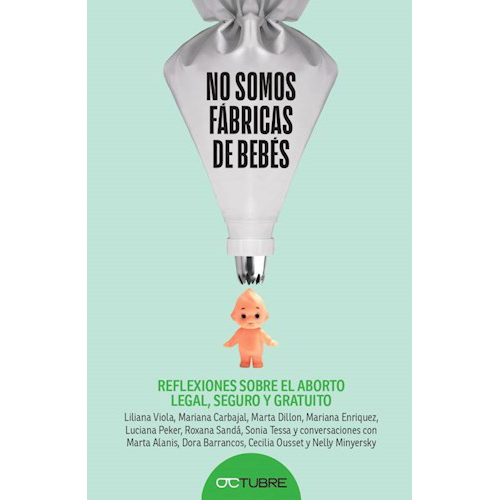 NO SOMOS
FÁBRICAS
DE BEBÉS
REFLEXIONES SOBRE EL ABORTO
LEGAL, SEGURO Y GRATUITO
Liliana Viola, Mariana Carbajal, Marta Dillon, Mariana Enriquez,
Luciana Peker, Roxana Sandá, Sonia Tessa y conversaciones con
Marta Alanis, Dora Barrancos, Cecilia Ousset y Nelly Minyersky
OCTUBRE